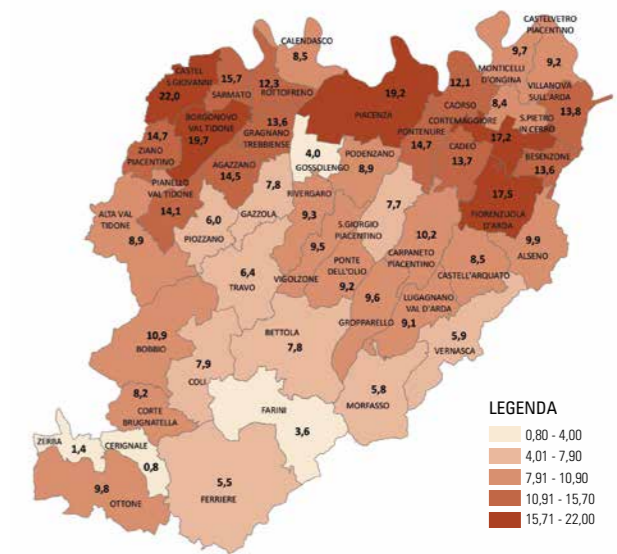 CASTELVETRO
PIACENTINO
9,2
CALENDASCO
8,5
9,7
MONTICELLI
D'ONGINA
VILLANOVA
SULL'ARDA
13,8
CASTEL
S.GIOVANNI
22,0
15,7
SARMATO
12,3
ROTTOFRENO
19,2
PIACENZA
12,1
CAORSO
8,4
S.PIETRO
IN CERRO
CORTEMAGGIORE
17,2
BORGONOVO
VAL TIDONE
19,7
13,6
GRAGNANO
TREBBIENSE
14,7
ZIANO
PIACENTINO
4,0
GOSSOLENGO
PODENZANO
8,9
PONTENURE
14,7
CADEO
13,7
BESENZONE
13,6
AGAZZANO
14,5
PIANELLO
VAL TIDONE
14,1
7,8
GAZZOLA
RIVERGARO
9,3
7,7
S.GIORGIO
PIACENTINO
17,5
FIORENZUOLA
D'ARDA
ALTA VAL
TIDONE
8,9
6,0
PIOZZANO
9,5
VIGOLZONE
10,2
CARPANETO
PIACENTINO
9,9
ALSENO
8,5
CASTELL'ARQUATO
6,4
TRAVO
PONTE
DELL'OLIO
9,2
9,6
GROPPARELLO
LUGAGNANO
VAL D'ARDA
9,1
5,9
VERNASCA
10,9
BOBBIO
BETTOLA
7,8
7,9
COLI
5,8
MORFASSO
8,2
CORTE
BRUGNATELLA
FARINI
3,6
ZERBA
1,4
CERIGNALE
0,8
9,8
OTTONE
5,5
FERRIERE
LEGENDA
0,80 - 4,00
4,01 - 7,90
7,91 - 10,90
10,91 - 15,70
15,71 - 22,00